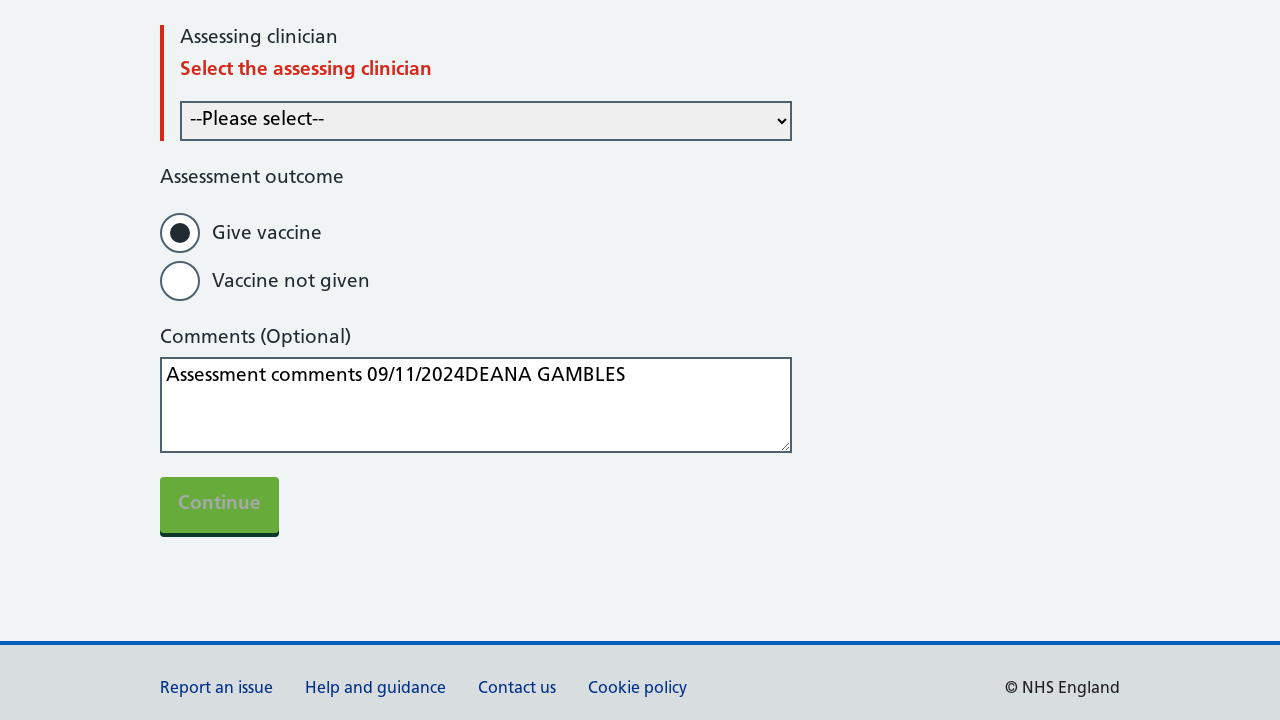 Assessing clinician
Select the assessing clinician
--Please select--
Assessment outcome
Give vaccine
Vaccine not given
Comments (Optional)
Assessment comments 09/11/2024DEANA GAMBLES
Continue
Report an issue Help and guidance Contact us Cookie policy © NHS England